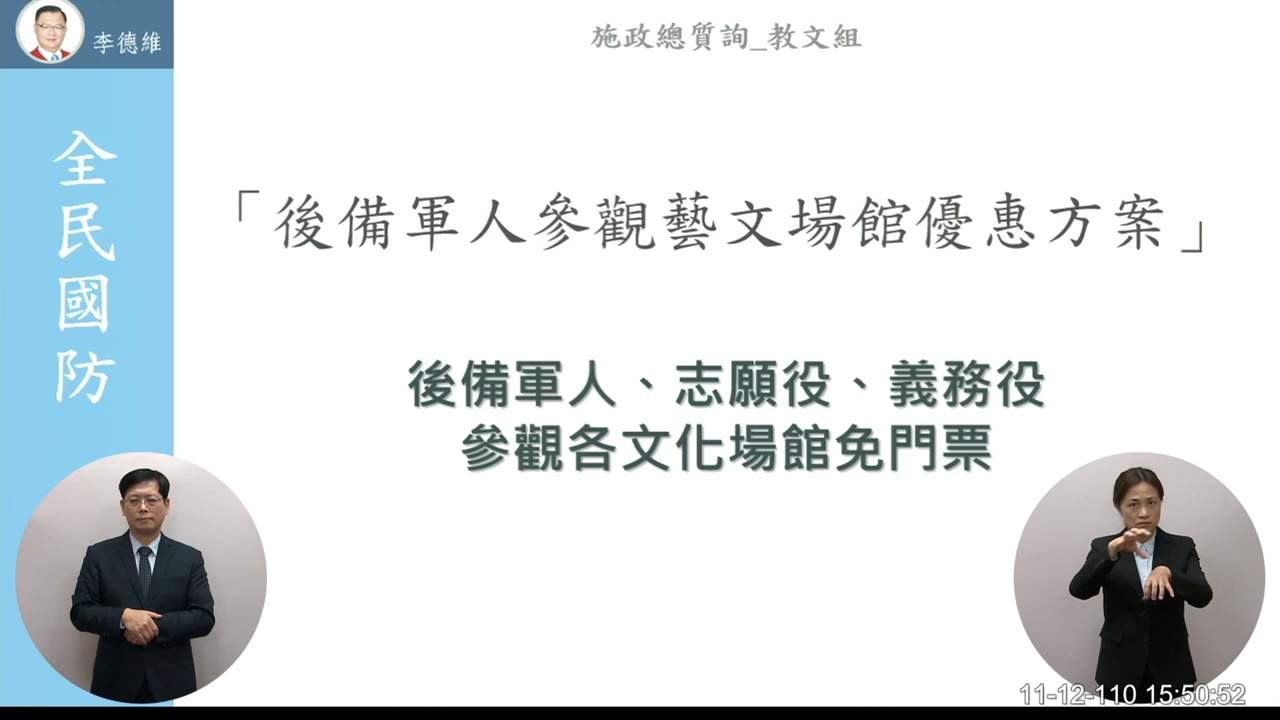 李德維
施政總質詢_教文組
全民國防
「後備軍人參觀藝文場館優惠方案」
後備軍人、志願役、義務役
參觀各文化場館免門票
11-12-110 15:50:52